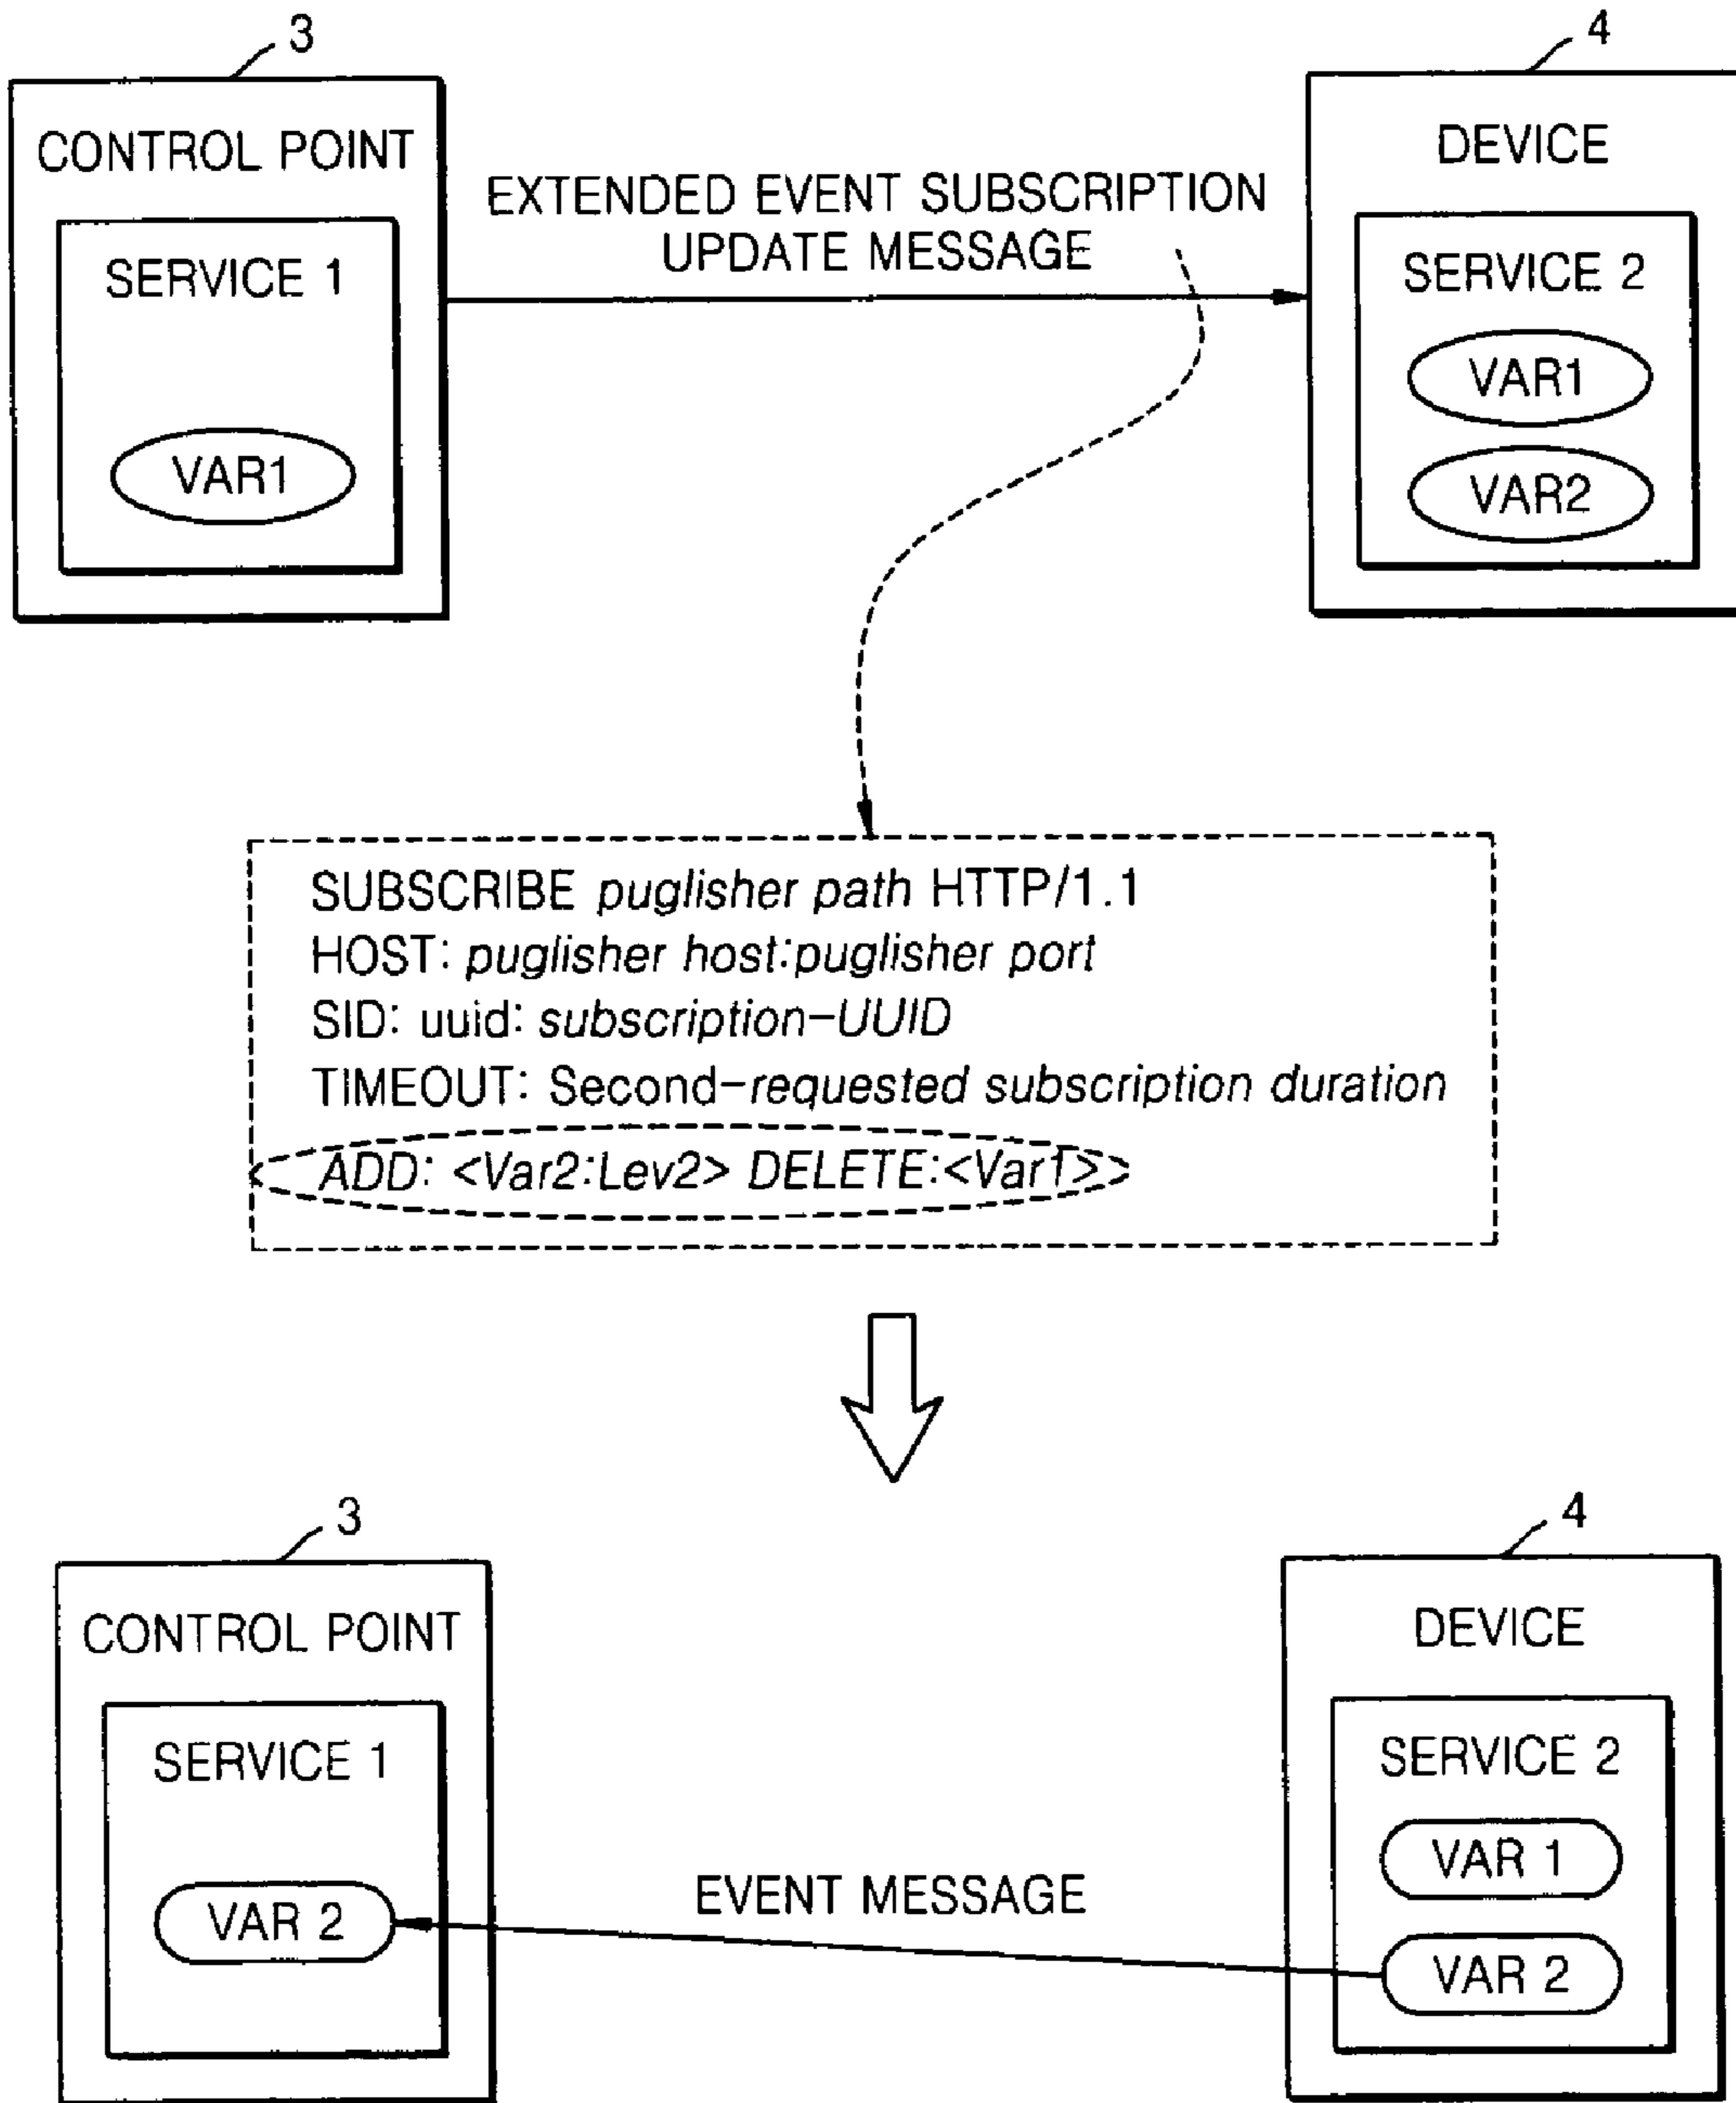 3
4
CONTROL POINT
DEVICE
EXTENDED EVENT SUBSCRIPTION
UPDATE MESSAGE
SERVICE 1
SERVICE 2
VAR1
VAR1
VAR2
SUBSCRIBE puglisher path HTTP/1.1
HOST: puglisher host:puglisher port
SID: uuid: subscription-UUID
TIMEOUT: Second-requested subscription duration
ADD: <Var2:Lev2> DELETE:<Var1>
3
4
CONTROL POINT
DEVICE
SERVICE 1
SERVICE 2
VAR 1
EVENT MESSAGE
VAR 2
VAR 2